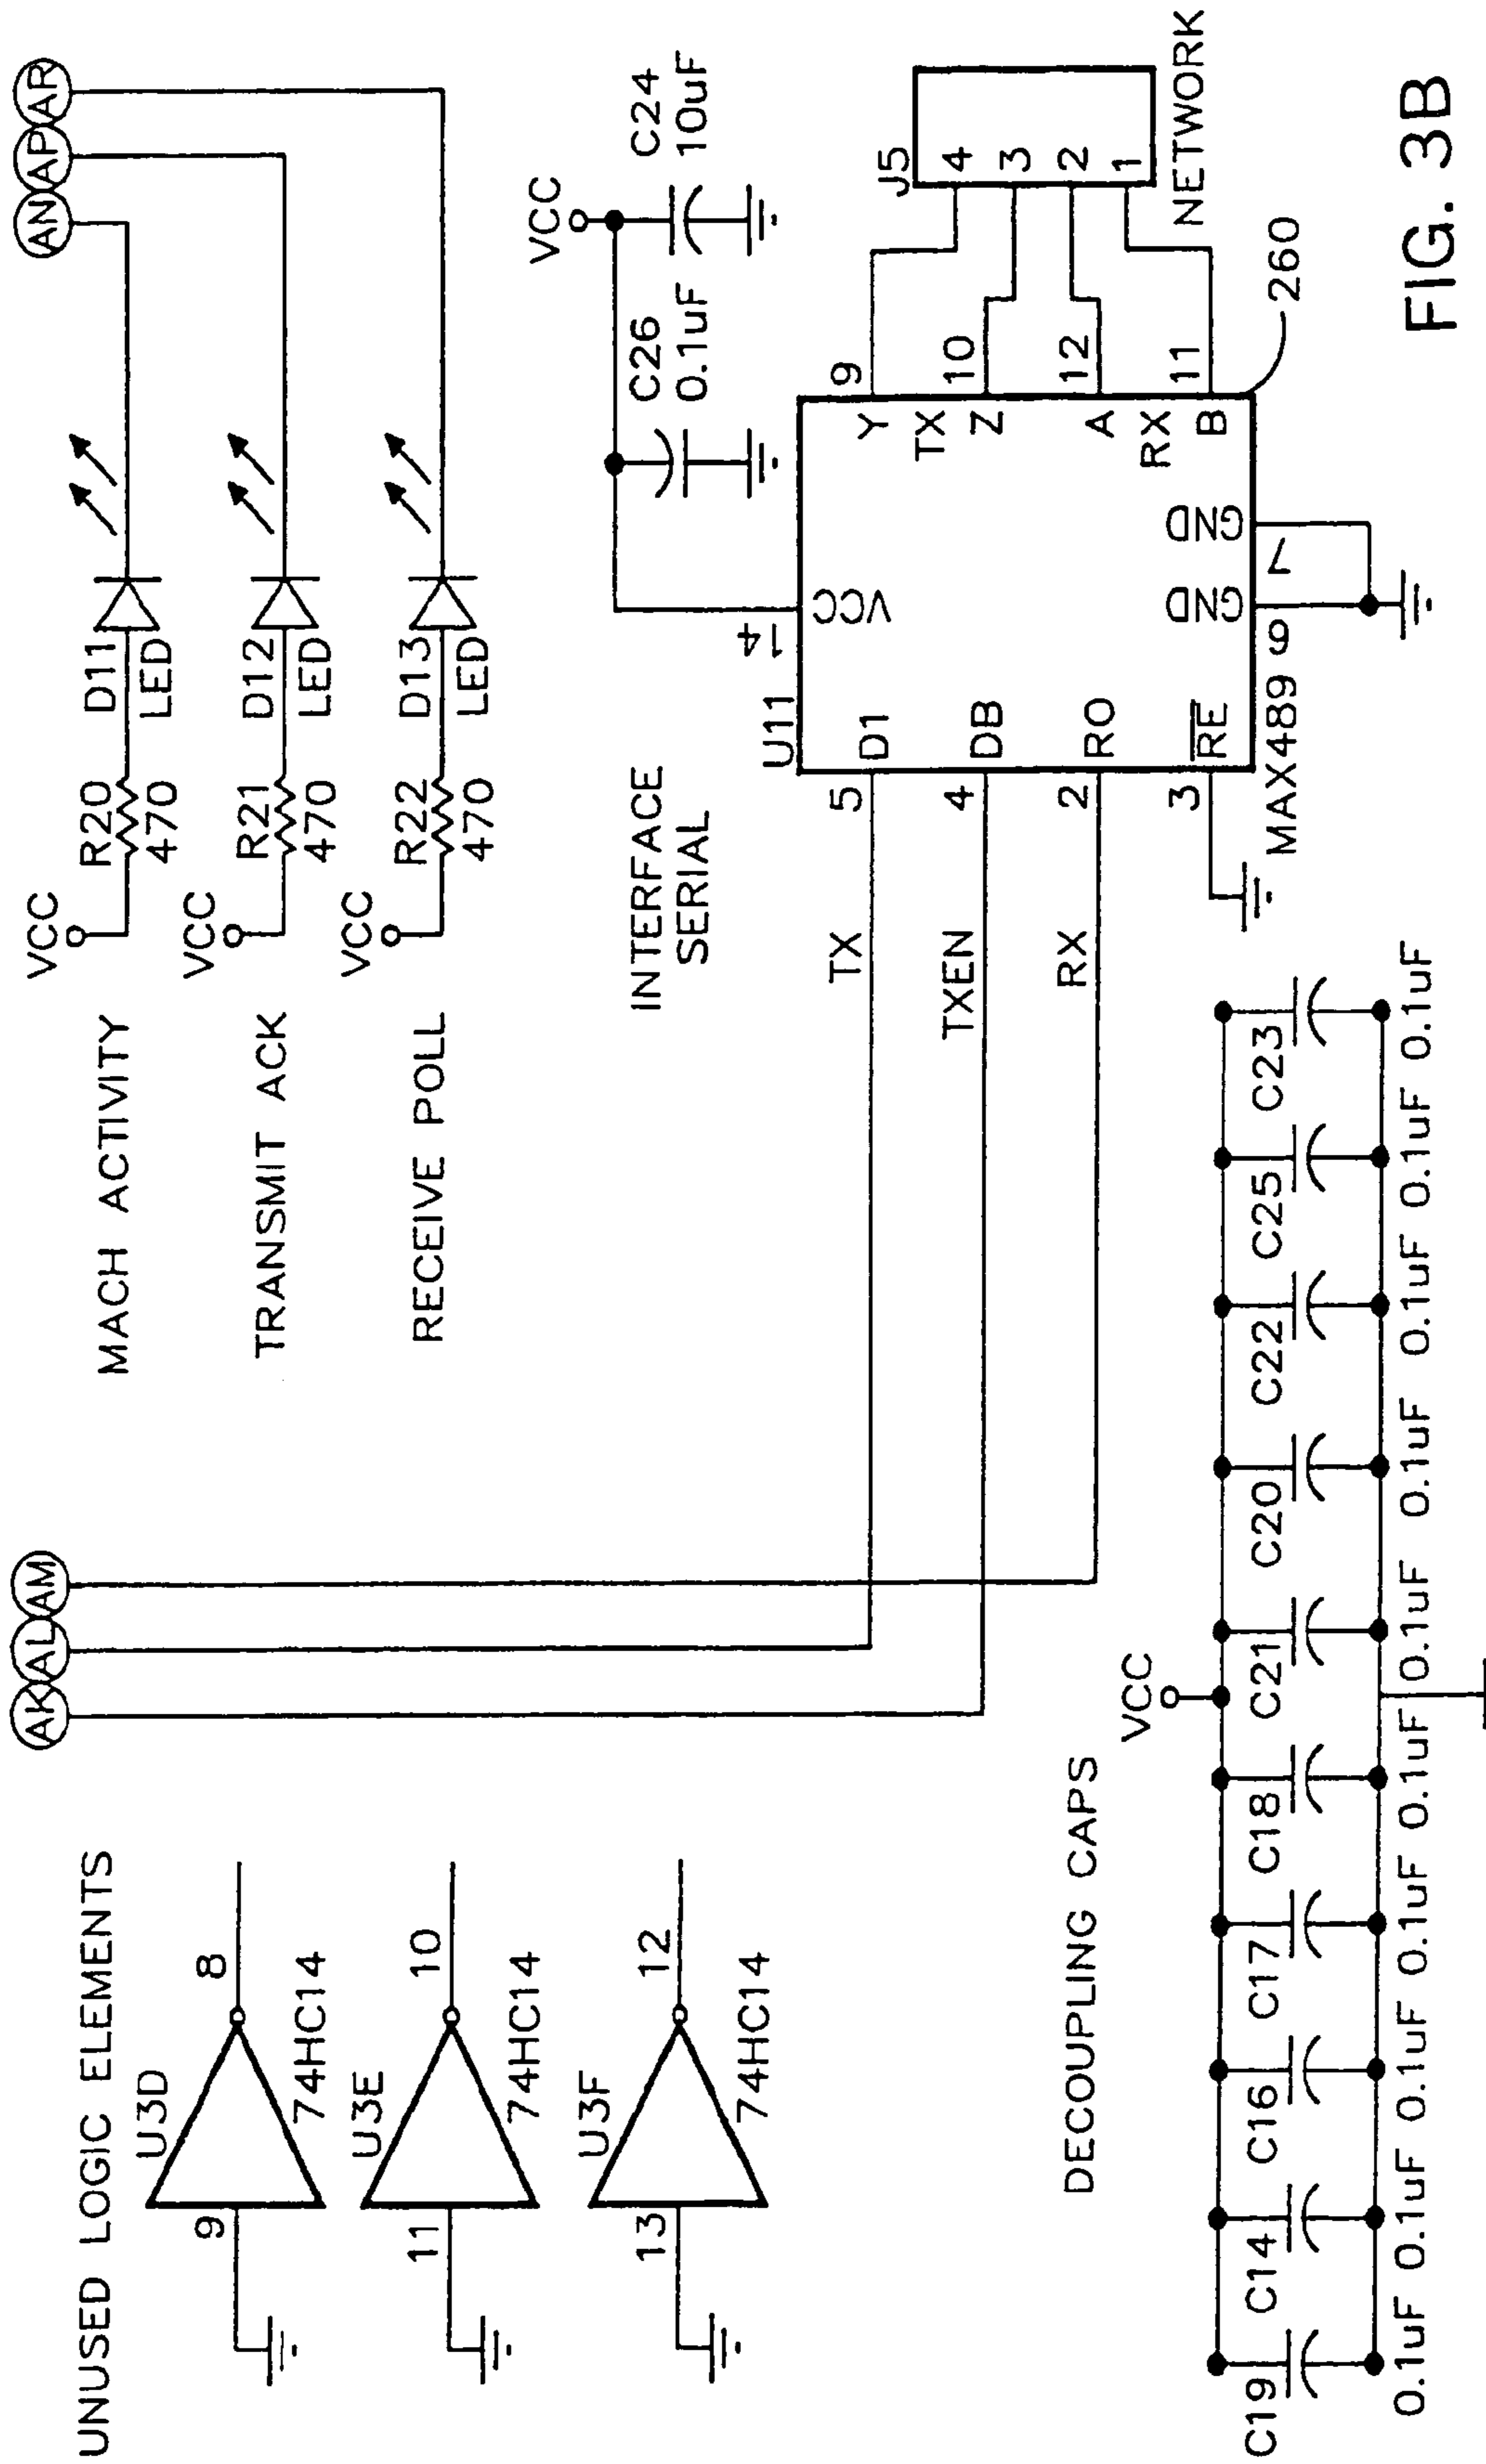 AK
AL
AM
AN
AP
AR
UNUSED LOGIC ELEMENTS
U3D
9
8
74HC14
U3E
11
10
74HC14
U3F
13
12
74HC14
MACH ACTIVITY
VCC
R20
470
D11
LED
TRANSMIT ACK
VCC
R21
470
D12
LED
RECEIVE POLL
VCC
R22
470
D13
LED
INTERFACE
SERIAL
VCC
C26
0.1uF
C24
10uF
TX
TXEN
RX
U11
14
VCC
5
D1
4
DB
2
RO
3
RE
MAX489
6
GND
7
GND
Y
9
TX
Z
10
A
12
RX
B
11
260
J5
4
3
2
1
NETWORK
DECOUPLING CAPS
VCC
C19
C14
C16
C17
C18
C21
C20
C22
C25
C23
0.1uF 0.1uF 0.1uF 0.1uF 0.1uF 0.1uF 0.1uF 0.1uF 0.1uF 0.1uF
FIG. 3B